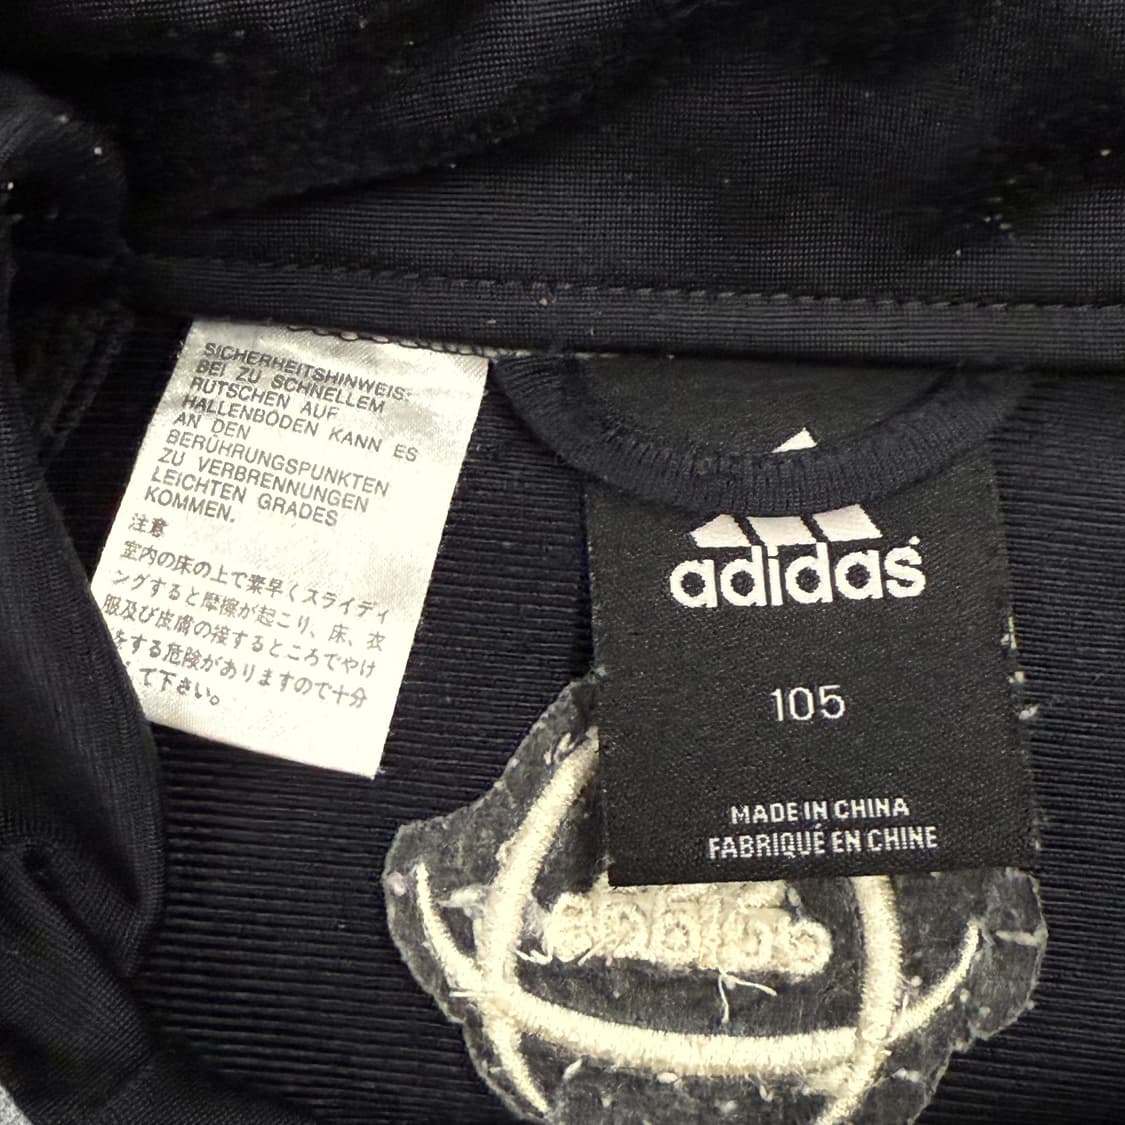 SICHERHEITSHINWEIS:
BEI ZU SCHNELLEM
RUTSCHEN AUF
HALLENBÖDEN KANN ES
AN DEN
BERÜHRUNGSPUNKTEN
ZU VERBRENNUNGEN
LEICHTEN GRADES
KOMMEN.
注意
室内の床の上で素早くスライディ
ングすると摩擦が起こり、床、衣
服及び皮膚の接するところでやけ
をする危険がありますので十分
して下さい。
adidas
105
MADE IN CHINA
FABRIQUÉ EN CHINE
adidas